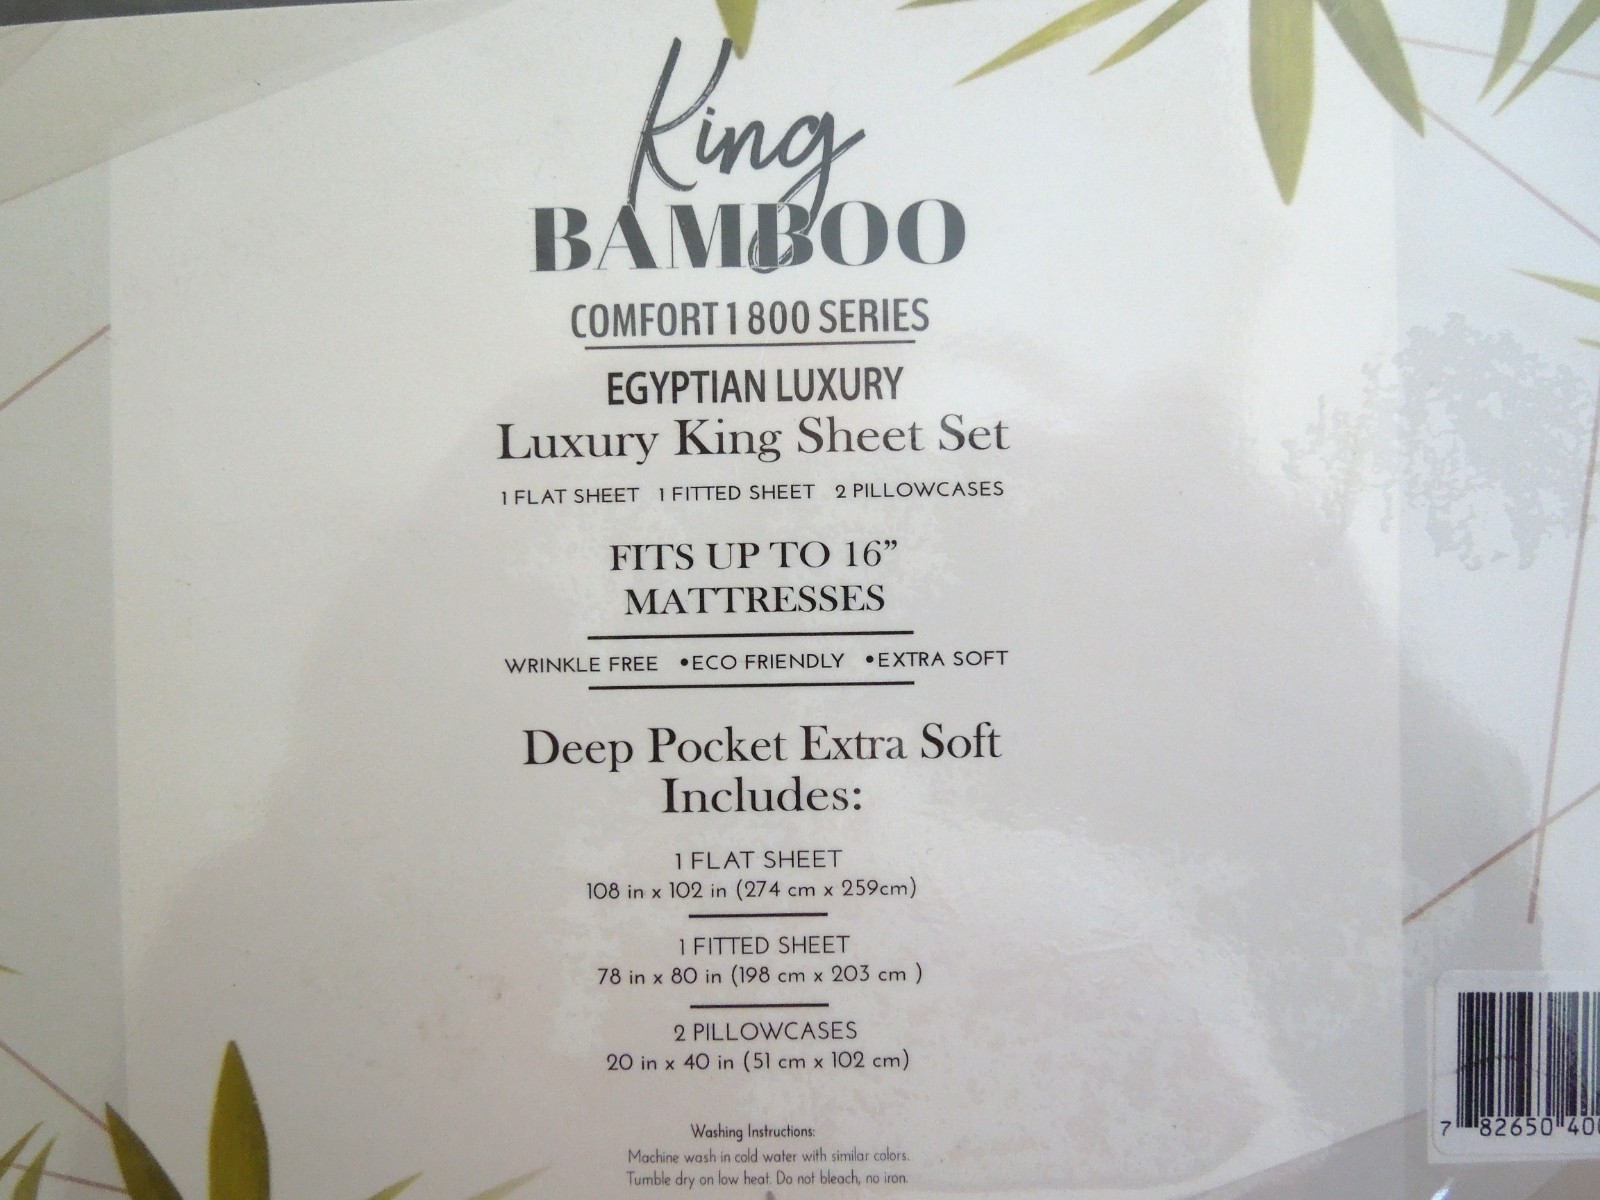 King
BAMBOO
COMFORT 1800 SERIES
EGYPTIAN LUXURY
Luxury King Sheet Set
1 FLAT SHEET 1 FITTED SHEET 2 PILLOWCASES
FITS UP TO 16”
MATTRESSES
WRINKLE FREE •ECO FRIENDLY •EXTRA SOFT
Deep Pocket Extra Soft
Includes:
1 FLAT SHEET
108 in x 102 in (274 cm x 259cm)
1 FITTED SHEET
78 in x 80 in (198 cm x 203 cm )
2 PILLOWCASES
20 in x 40 in (51 cm x 102 cm)
Washing Instructions:
Machine wash in cold water with similar colors.
Tumble dry on low heat. Do not bleach, no iron.
7 82650 40